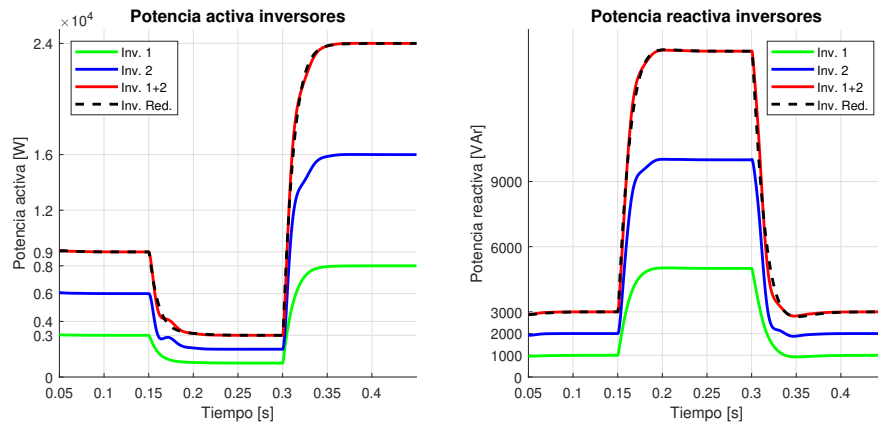 Potencia activa inversores
×10⁴
2.4
1.6
1.2
0.9
0.8
0.6
0.4
0.3
0
0.05 0.1 0.15 0.2 0.25 0.3 0.35 0.4
Potencia activa [W]
Tiempo [s]
Inv. 1
Inv. 2
Inv. 1+2
Inv. Red.
Potencia reactiva inversores
9000
6000
3000
2000
1000
0
0.05 0.1 0.15 0.2 0.25 0.3 0.35 0.4
Potencia reactiva [VAr]
Tiempo [s]
Inv. 1
Inv. 2
Inv. 1+2
Inv. Red.